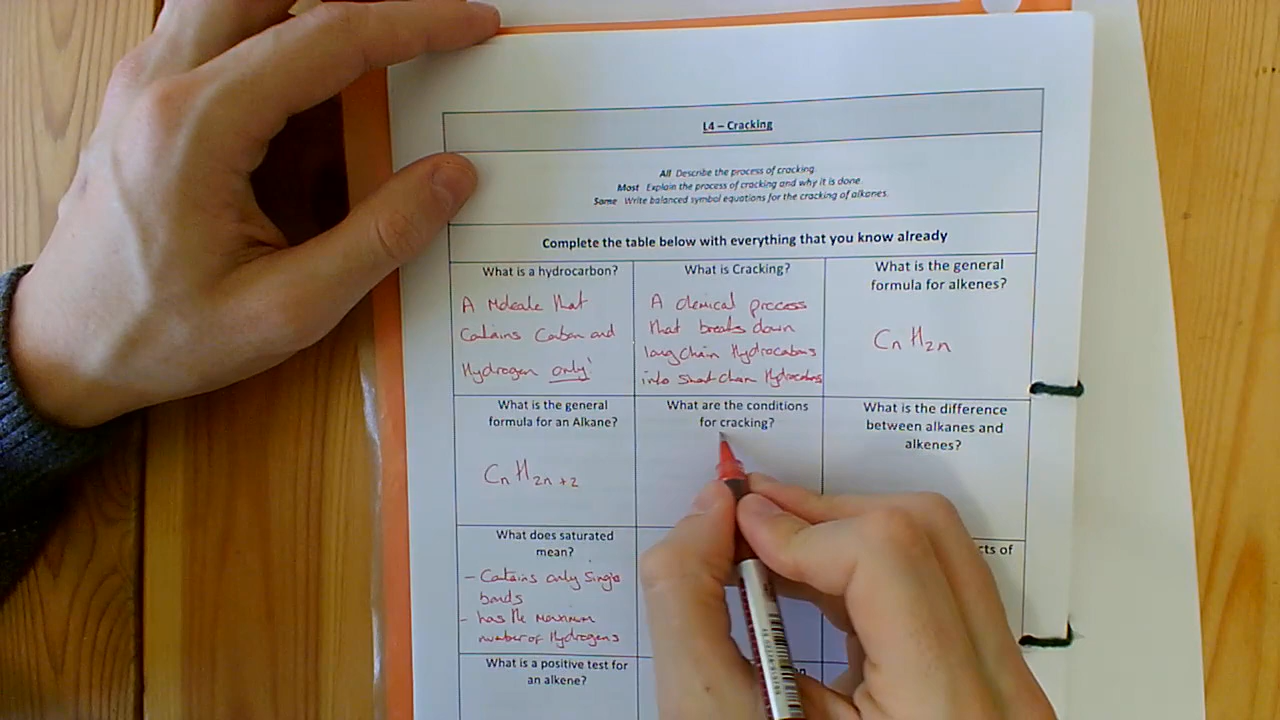 L4 – Cracking
All Describe the process of cracking.
Most Explain the process of cracking and why it is done
Some Write balanced symbol equations for the cracking of alkanes.
Complete the table below with everything that you know already
What is a hydrocarbon?
A Molecule that
Contains Carbon and
Hydrogen only
What is Cracking?
A chemical process
that breaks down
long chain Hydrocarbons
into short chain Hydrocarbons
What is the general
formula for alkenes?
CnH2n
What is the general
formula for an Alkane?
CnH2n+2
What are the conditions
for cracking?
What is the difference
between alkanes and
alkenes?
What does saturated
mean?
- Contains only Single
bonds
- has the maximum
number of Hydrogens
cts of
What is a positive test for
an alkene?